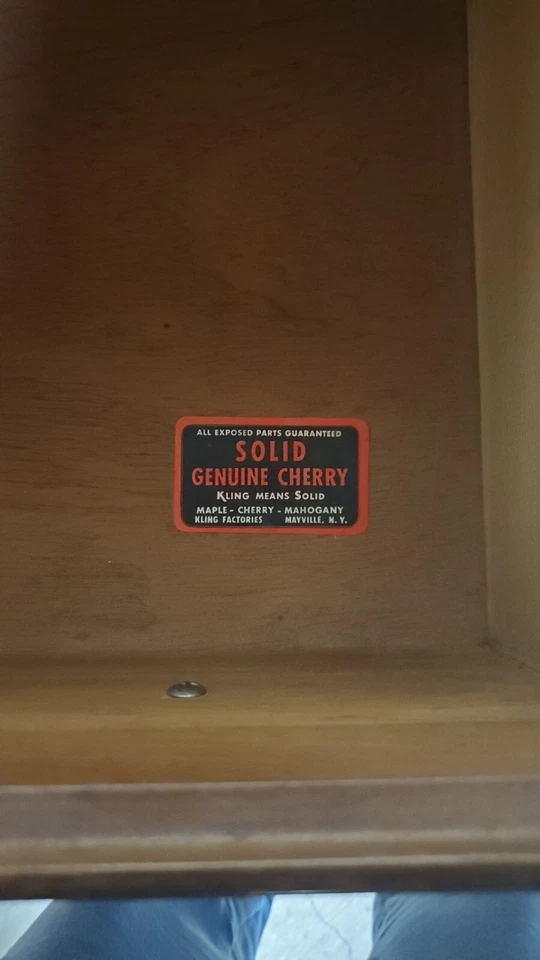 ALL EXPOSED PARTS GUARANTEED
SOLID
GENUINE CHERRY
KLING MEANS SOLID
MAPLE - CHERRY - MAHOGANY
KLING FACTORIES MAYVILLE, N. Y.